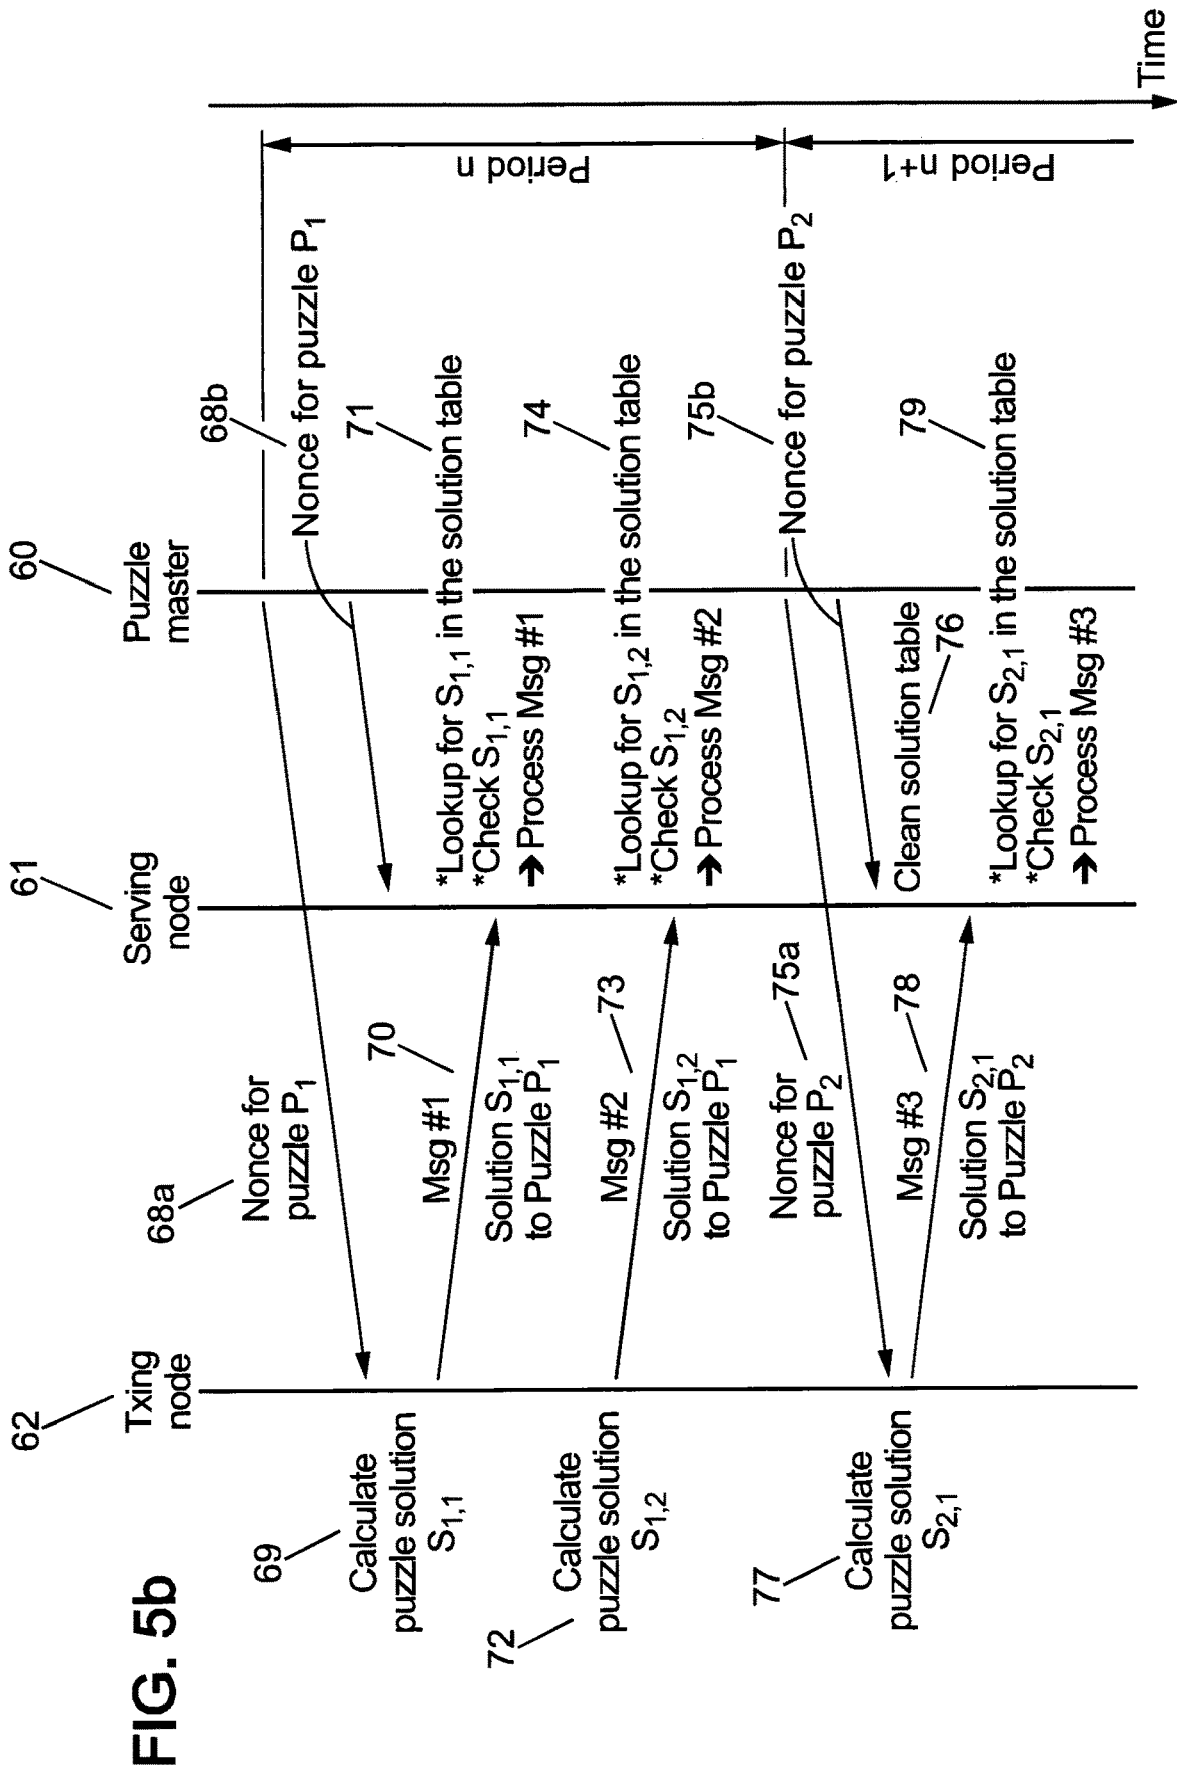 FIG. 5b
62
Txing
node
61
Serving
node
60
Puzzle
master
68a
Nonce for
puzzle P1
68b
Nonce for puzzle P1
Period n
69
Calculate
puzzle solution
S1,1
70
Msg #1
Solution S1,1
to Puzzle P1
71
*Lookup for S1,1 in the solution table
*Check S1,1
➔Process Msg #1
72
Calculate
puzzle solution
S1,2
73
Msg #2
Solution S1,2
to Puzzle P1
74
*Lookup for S1,2 in the solution table
*Check S1,2
➔Process Msg #2
75a
Nonce for
puzzle P2
75b
Nonce for puzzle P2
Period n+1
Clean solution table
76
77
Calculate
puzzle solution
S2,1
78
Msg #3
Solution S2,1
to Puzzle P2
79
*Lookup for S2,1 in the solution table
*Check S2,1
➔Process Msg #3
Time